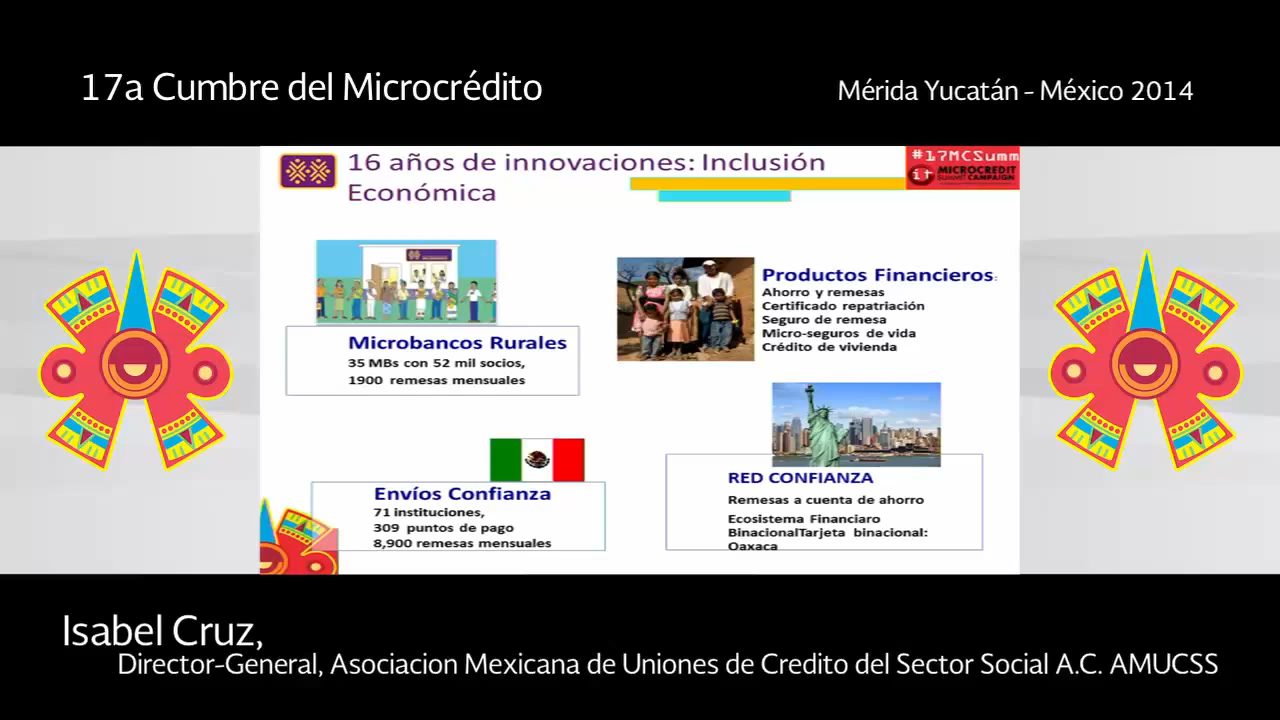 17a Cumbre del Microcrédito
Mérida Yucatán - México 2014
16 años de innovaciones: Inclusión
Económica
#17MCSumm
it
MICROCREDIT
SUMMIT CAMPAIGN
Microbancos Rurales
35 MBs con 52 mil socios,
1900 remesas mensuales
Productos Financieros:
Ahorro y remesas
Certificado repatriación
Seguro de remesa
Micro-seguros de vida
Crédito de vivienda
Envíos Confianza
71 instituciones,
309 puntos de pago
8,900 remesas mensuales
RED CONFIANZA
Remesas a cuenta de ahorro
Ecosistema Financiaro
BinacionalTarjeta binacional:
Oaxaca
Isabel Cruz,
Director-General, Asociacion Mexicana de Uniones de Credito del Sector Social A.C. AMUCSS